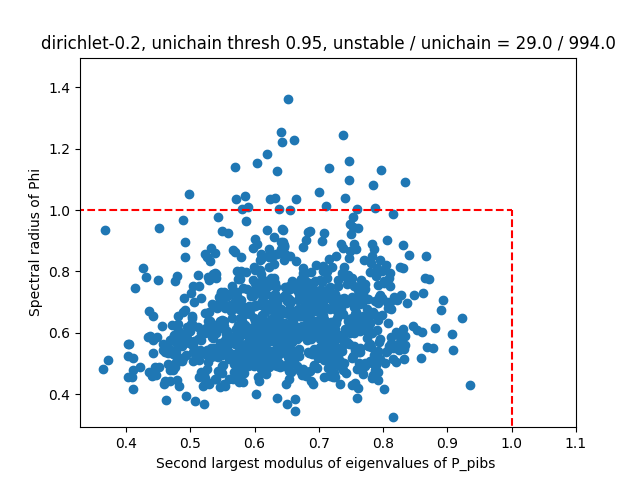 dirichlet-0.2, unichain thresh 0.95, unstable / unichain = 29.0 / 994.0
1.4
1.2
1.0
0.8
0.6
0.4
Spectral radius of Phi
0.4 0.5 0.6 0.7 0.8 0.9 1.0 1.1
Second largest modulus of eigenvalues of P_pibs